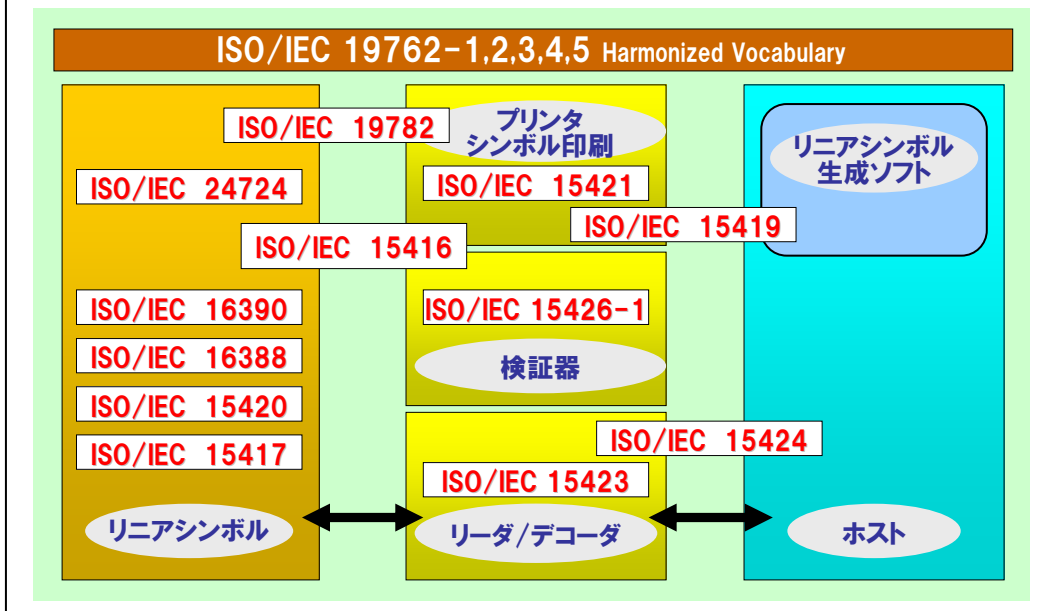 ISO/IEC 19762-1,2,3,4,5 Harmonized Vocabulary
ISO/IEC 19782
プリンタ
シンボル印刷
リニアシンボル
生成ソフト
ISO/IEC 24724
ISO/IEC 15421
ISO/IEC 15419
ISO/IEC 15416
ISO/IEC 16390
ISO/IEC 15426-1
ISO/IEC 16388
検証器
ISO/IEC 15420
ISO/IEC 15424
ISO/IEC 15417
ISO/IEC 15423
リニアシンボル
リーダ/デコーダ
ホスト